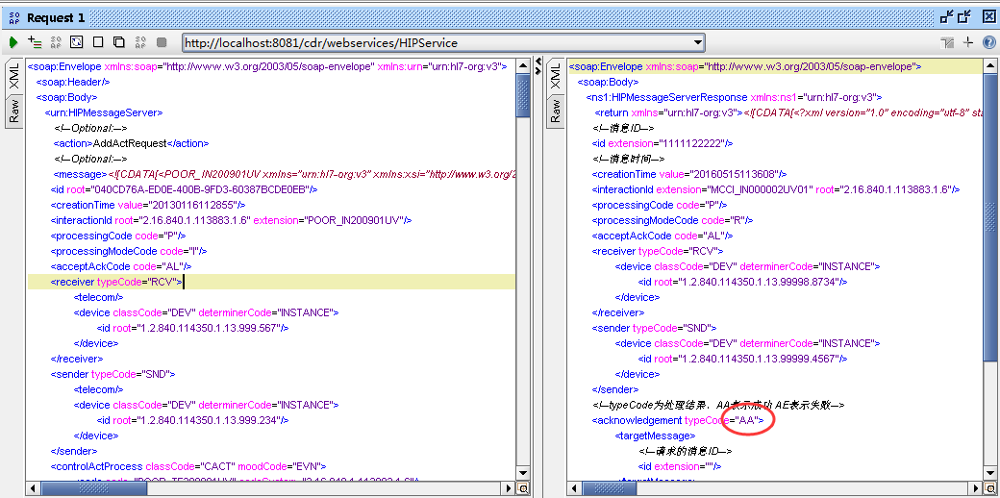 Request 1
http://localhost:8081/cdr/webservices/HIPService
XML
Raw
<soap:Envelope xmlns:soap="http://www.w3.org/2003/05/soap-envelope" xmlns:urn="urn:hl7-org:v3">
<soap:Header/>
<soap:Body>
<urn:HIPMessageServer>
<!--Optional:-->
<action>AddActRequest</action>
<!--Optional:-->
<message><![CDATA[<POOR_IN200901UV xmlns="urn:hl7-org:v3" xmlns:xsi="http://www.w3.org/2
<id root="040CD76A-ED0E-400B-9FD3-60387BCDE0EB"/>
<creationTime value="20130116112855"/>
<interactionId root="2.16.840.1.113883.1.6" extension="POOR_IN200901UV"/>
<processingCode code="P"/>
<processingModeCode code="I"/>
<acceptAckCode code="AL"/>
<receiver typeCode="RCV">
<telecom/>
<device classCode="DEV" determinerCode="INSTANCE">
<id root="1.2.840.114350.1.13.999.567"/>
</device>
</receiver>
<sender typeCode="SND">
<telecom/>
<device classCode="DEV" determinerCode="INSTANCE">
<id root="1.2.840.114350.1.13.999.234"/>
</device>
</sender>
<controlActProcess classCode="CACT" moodCode="EVN">
XML
Raw
<soap:Envelope xmlns:soap="http://www.w3.org/2003/05/soap-envelope">
<soap:Body>
<ns1:HIPMessageServerResponse xmlns:ns1="urn:hl7-org:v3">
<return xmlns="urn:hl7-org:v3"><![CDATA[<?xml version="1.0" encoding="utf-8" sta
<!--消息ID-->
<id extension="1111122222"/>
<!--消息时间-->
<creationTime value="20160515113608"/>
<interactionId extension="MCCI_IN000002UV01" root="2.16.840.1.113883.1.6"/>
<processingCode code="P"/>
<processingModeCode code="R"/>
<acceptAckCode code="AL"/>
<receiver typeCode="RCV">
<device classCode="DEV" determinerCode="INSTANCE">
<id root="1.2.840.114350.1.13.99998.8734"/>
</device>
</receiver>
<sender typeCode="SND">
<device classCode="DEV" determinerCode="INSTANCE">
<id root="1.2.840.114350.1.13.99999.4567"/>
</device>
</sender>
<!--typeCode为处理结果，AA表示成功 AE表示失败-->
<acknowledgement typeCode="AA">
<targetMessage>
<!--请求的消息ID-->
<id extension=""/>